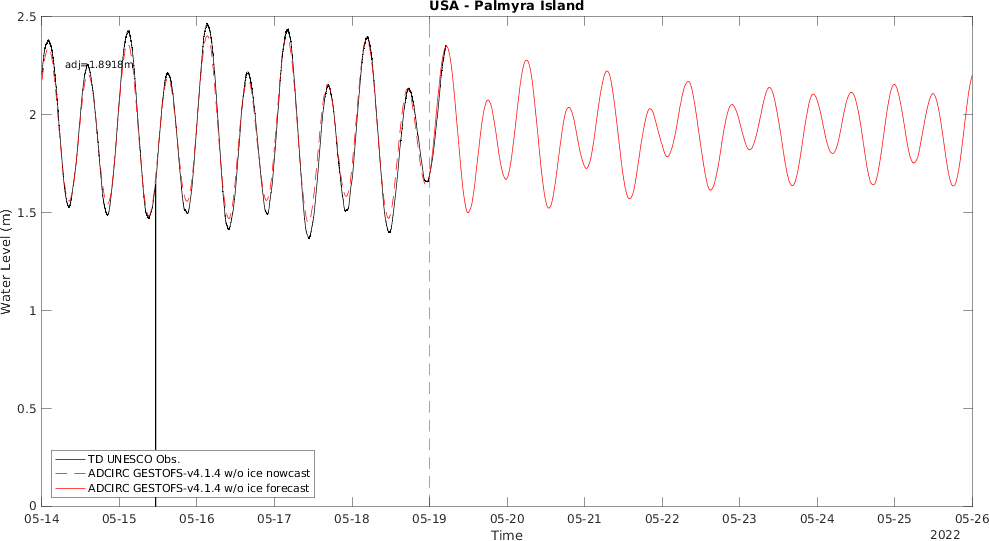 USA - Palmyra Island
2.5
adj=1.8918m
2
1.5
Water Level (m)
1
0.5
TD UNESCO Obs.
ADCIRC GESTOFS-v4.1.4 w/o ice nowcast
ADCIRC GESTOFS-v4.1.4 w/o ice forecast
0
05-14 05-15 05-16 05-17 05-18 05-19 05-20 05-21 05-22 05-23 05-24 05-25 05-26
Time
2022